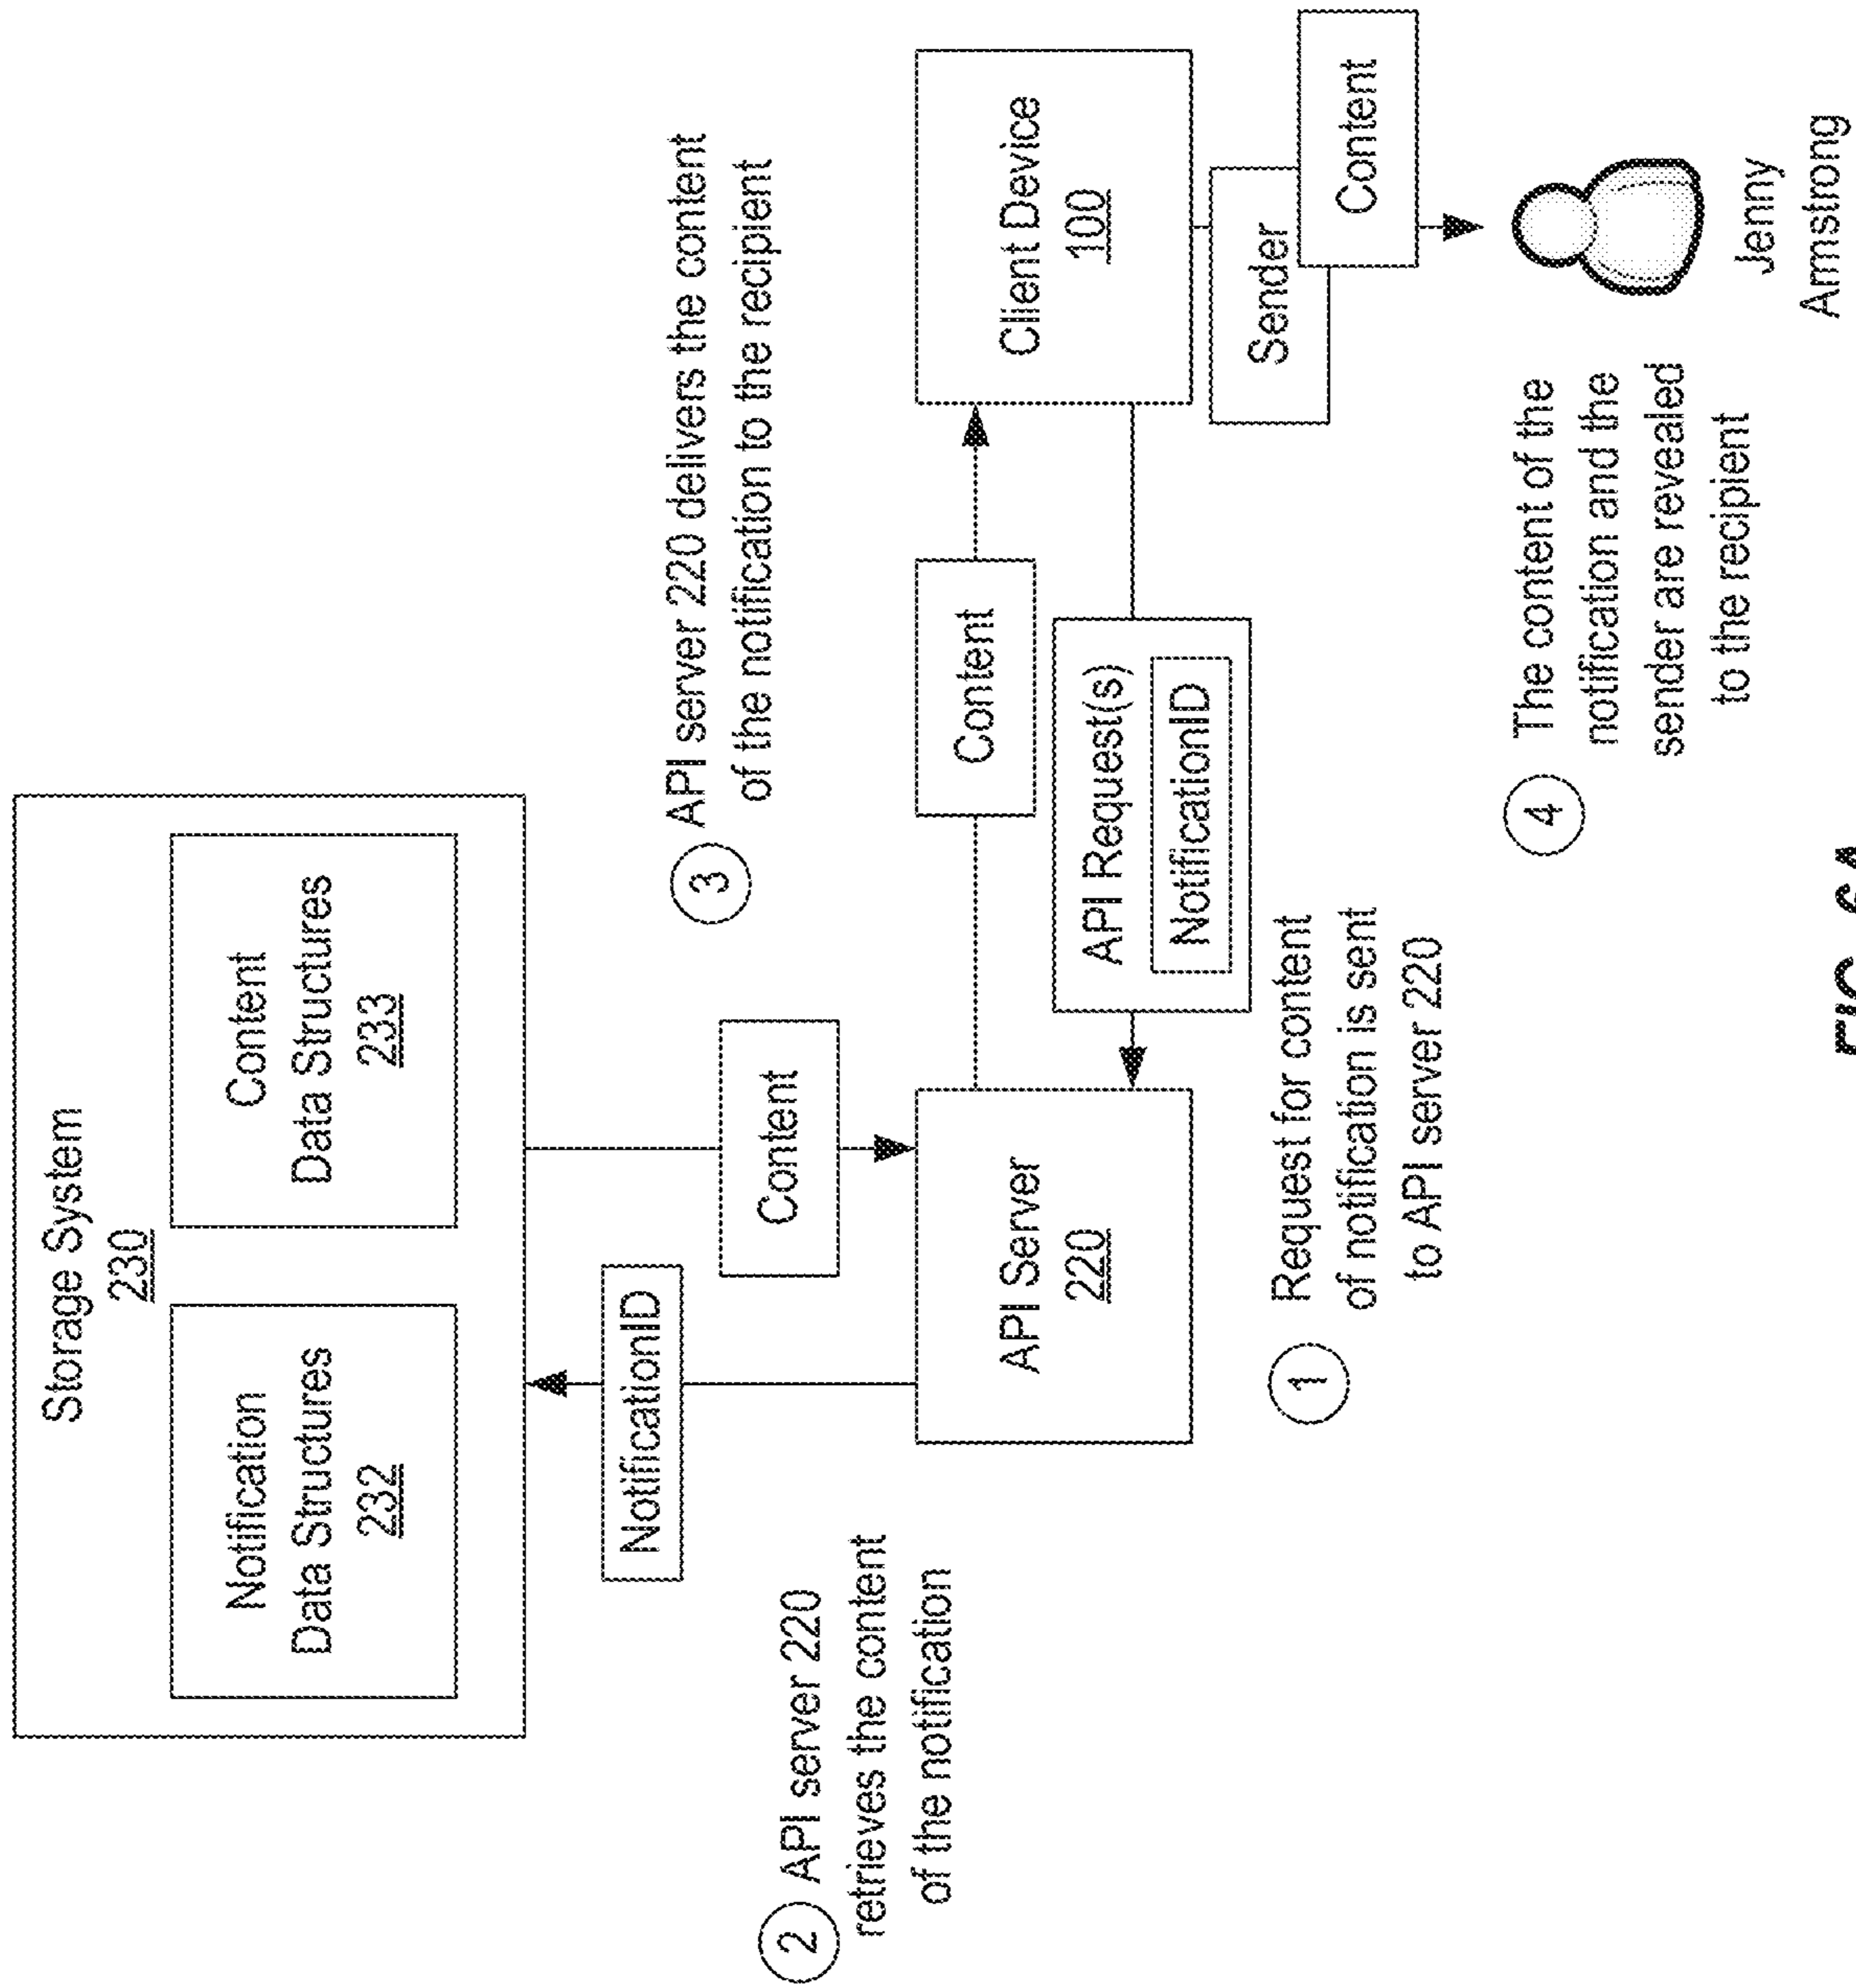 Storage System
230
Notification
Data Structures
232
Content
Data Structures
233
NotificationID
Content
2
API server 220
retrieves the content
of the notification
3
API server 220 delivers the content
of the notification to the recipient
API Server
220
Content
API Request(s)
NotificationID
Client Device
100
Sender
Content
1
Request for content
of notification is sent
to API server 220
4
The content of the
notification and the
sender are revealed
to the recipient
Jenny
Armstrong
FIG. 6A